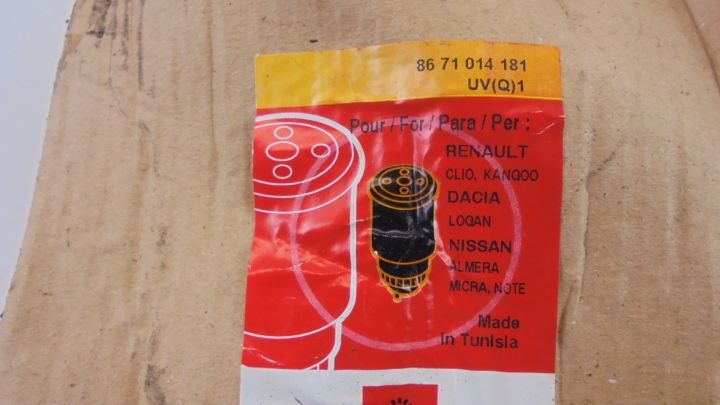 86 71 014 181
UV(Q)1
Pour / For / Para / Per :
RENAULT
CLIO, KANGOO
DACIA
LOGAN
NISSAN
ALMERA
MICRA, NOTE
Made
in Tunisia